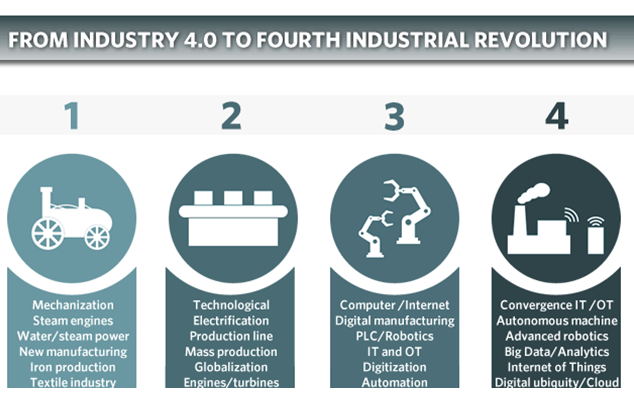 FROM INDUSTRY 4.0 TO FOURTH INDUSTRIAL REVOLUTION
1 2 3 4
Mechanization
Steam engines
Water/steam power
New manufacturing
Iron production
Textile industry
Technological
Electrification
Production line
Mass production
Globalization
Engines/turbines
Computer /Internet
Digital manufacturing
PLC/Robotics
IT and OT
Digitization
Automation
Convergence IT /OT
Autonomous machine
Advanced robotics
Big Data/Analytics
Internet of Things
Digital ubiquity/Cloud